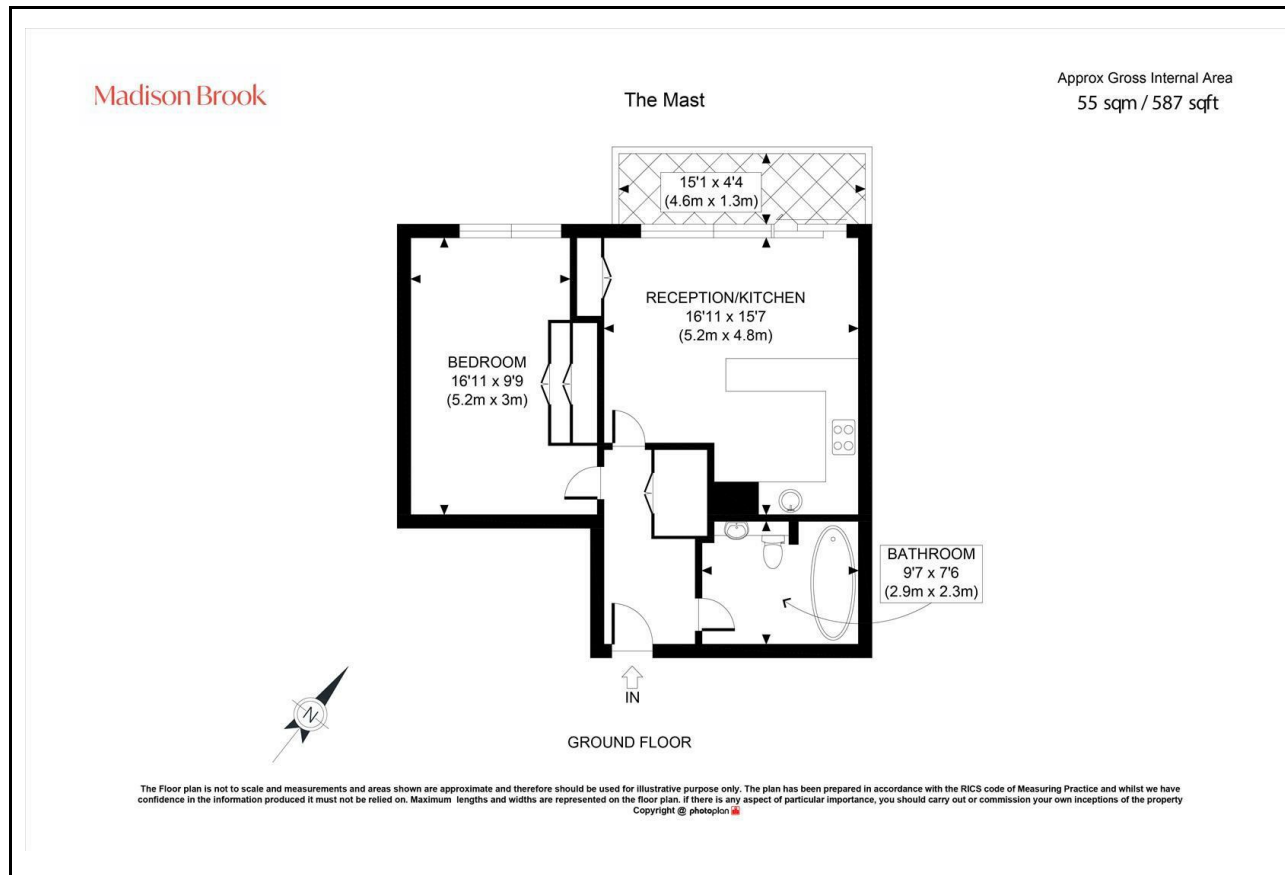 Madison Brook
The Mast
Approx Gross Internal Area
55 sqm / 587 sqft
15'1 x 4'4
(4.6m x 1.3m)
RECEPTION/KITCHEN
16'11 x 15'7
(5.2m x 4.8m)
BEDROOM
16'11 x 9'9
(5.2m x 3m)
BATHROOM
9'7 x 7'6
(2.9m x 2.3m)
IN
N
GROUND FLOOR
The Floor plan is not to scale and measurements and areas shown are approximate and therefore should be used for illustrative purpose only. The plan has been prepared in accordance with the RICS code of Measuring Practice and whilst we have
confidence in the information produced it must not be relied on. Maximum lengths and widths are represented on the floor plan. if there is any aspect of particular importance, you should carry out or commission your own inceptions of the property
Copyright @ photoplan